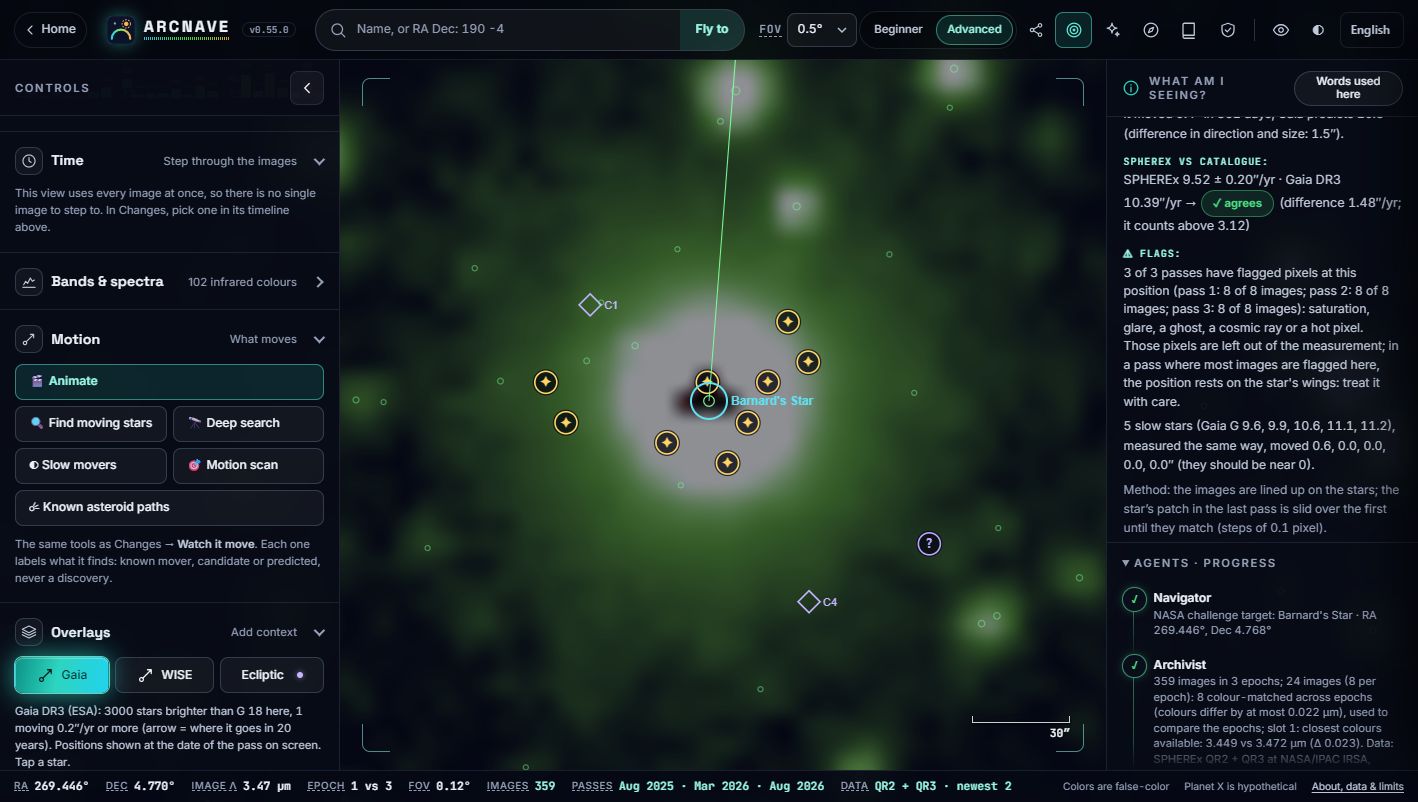 Home
ARCNAVE
v0.55.0
Name, or RA Dec: 190 -4
Fly to
FOV
0.5°
Beginner
Advanced
English
CONTROLS
Time
Step through the images
This view uses every image at once, so there is no single
image to step to. In Changes, pick one in its timeline
above.
Bands & spectra
102 infrared colours
Motion
What moves
Animate
Find moving stars
Deep search
Slow movers
Motion scan
Known asteroid paths
The same tools as Changes → Watch it move. Each one
labels what it finds: known mover, candidate or predicted,
never a discovery.
Overlays
Add context
Gaia
WISE
Ecliptic
Gaia DR3 (ESA): 3000 stars brighter than G 18 here, 1
moving 0.2″/yr or more (arrow = where it goes in 20
years). Positions shown at the date of the pass on screen.
Tap a star.
C1
Barnard's Star
?
C4
30″
WHAT AM I
SEEING?
Words used
here
(difference in direction and size: 1.5″).
SPHEREX VS CATALOGUE:
SPHEREx 9.52 ± 0.20″/yr · Gaia DR3
10.39″/yr → ✓ agrees (difference 1.48″/yr;
it counts above 3.12)
⚠ FLAGS:
3 of 3 passes have flagged pixels at this
position (pass 1: 8 of 8 images; pass 2: 8 of 8
images; pass 3: 8 of 8 images): saturation,
glare, a ghost, a cosmic ray or a hot pixel.
Those pixels are left out of the measurement; in
a pass where most images are flagged here,
the position rests on the star's wings: treat it
with care.
5 slow stars (Gaia G 9.6, 9.9, 10.6, 11.1, 11.2),
measured the same way, moved 0.6, 0.0, 0.0,
0.0, 0.0″ (they should be near 0).
Method: the images are lined up on the stars; the
star's patch in the last pass is slid over the first
until they match (steps of 0.1 pixel).
▾ AGENTS · PROGRESS
Navigator
NASA challenge target: Barnard's Star · RA
269.446°, Dec 4.768°
Archivist
359 images in 3 epochs; 24 images (8 per
epoch): 8 colour-matched across epochs
(colours differ by at most 0.022 µm), used to
compare the epochs; slot 1: closest colours
available: 3.449 vs 3.472 µm (Δ 0.023). Data:
SPHEREx QR2 + QR3 at NASA/IPAC IRSA,
RA 269.446° DEC 4.770° IMAGE Λ 3.47 µm EPOCH 1 vs 3 FOV 0.12° IMAGES 359 PASSES Aug 2025 · Mar 2026 · Aug 2026 DATA QR2 + QR3 · newest 2
Colours are false-color
Planet X is hypothetical
About, data & limits